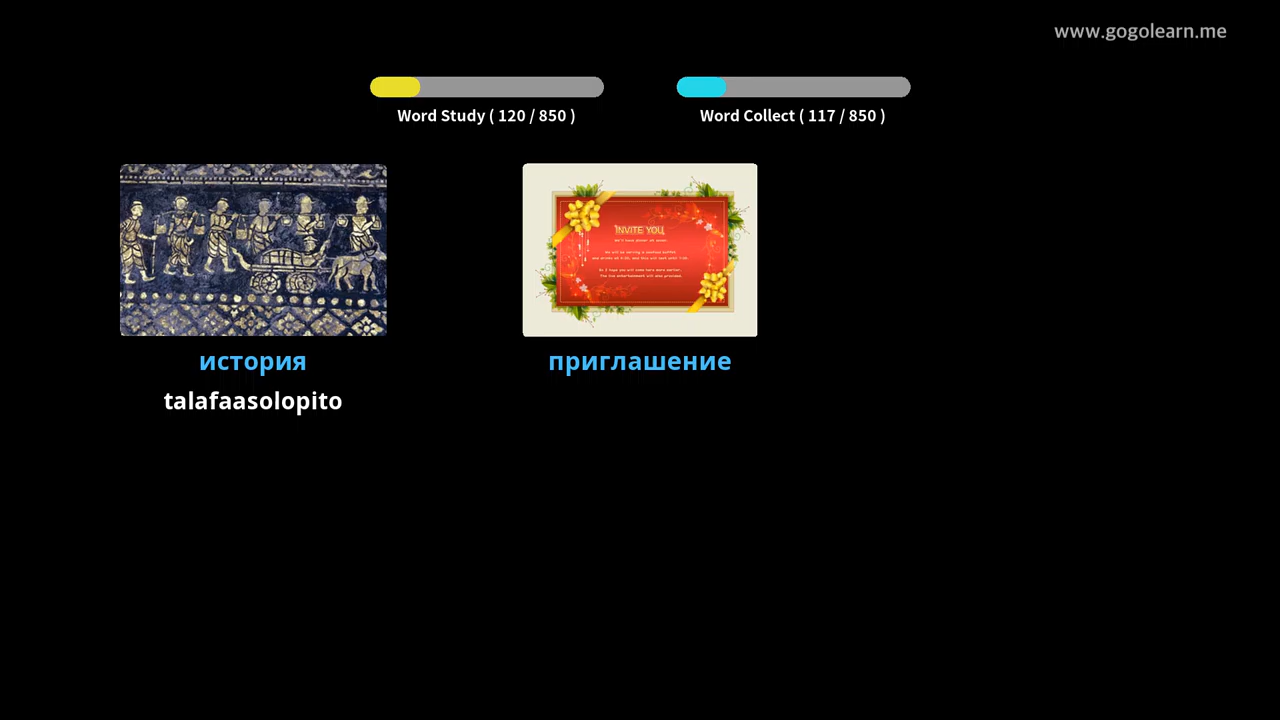 www.gogolearn.me
Word Study ( 120 / 850 )
Word Collect ( 117 / 850 )
INVITE YOU
история
приглашение
talafaasolopito